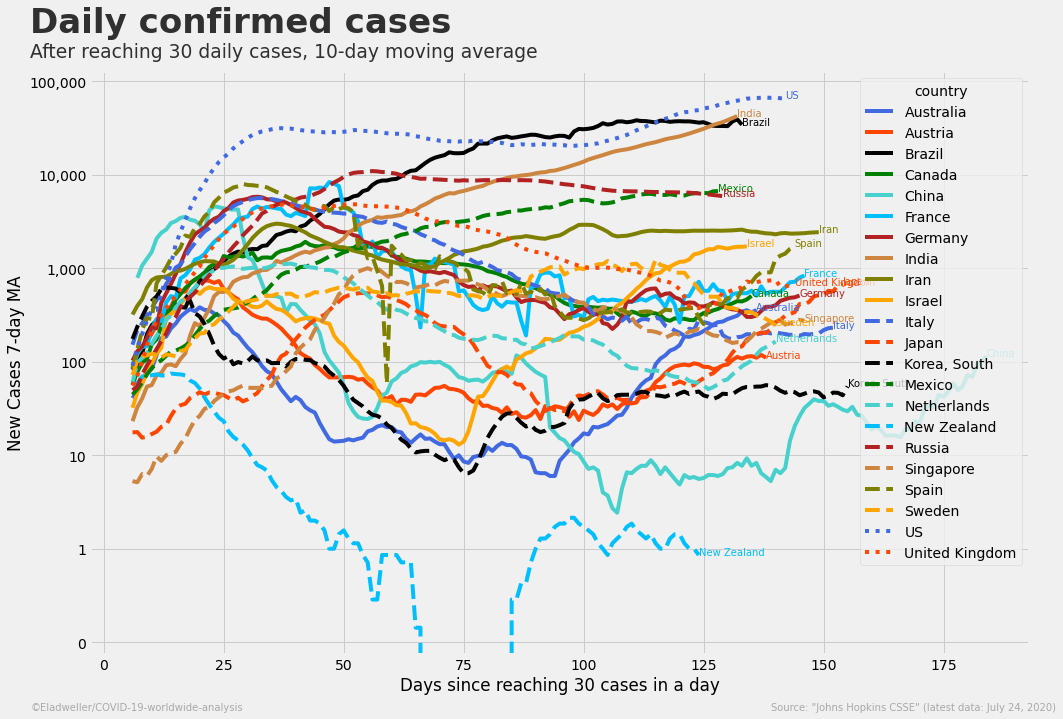 Daily confirmed cases
After reaching 30 daily cases, 10-day moving average
New Cases 7-day MA
100,000
10,000
1,000
100
10
1
0
0
25
50
75
100
125
150
175
Days since reaching 30 cases in a day
US
India
Brazil
Mexico
Russia
Iran
Israel
Spain
France
United Kingdom
Canada
Germany
Australia
Singapore
Sweden
Italy
Netherlands
Austria
China
Korea, South
New Zealand
country
Australia
Austria
Brazil
Canada
China
France
Germany
India
Iran
Israel
Italy
Japan
Korea, South
Mexico
Netherlands
New Zealand
Russia
Singapore
Spain
Sweden
US
United Kingdom
©Eladweller/COVID-19-worldwide-analysis
Source: "Johns Hopkins CSSE" (latest data: July 24, 2020)